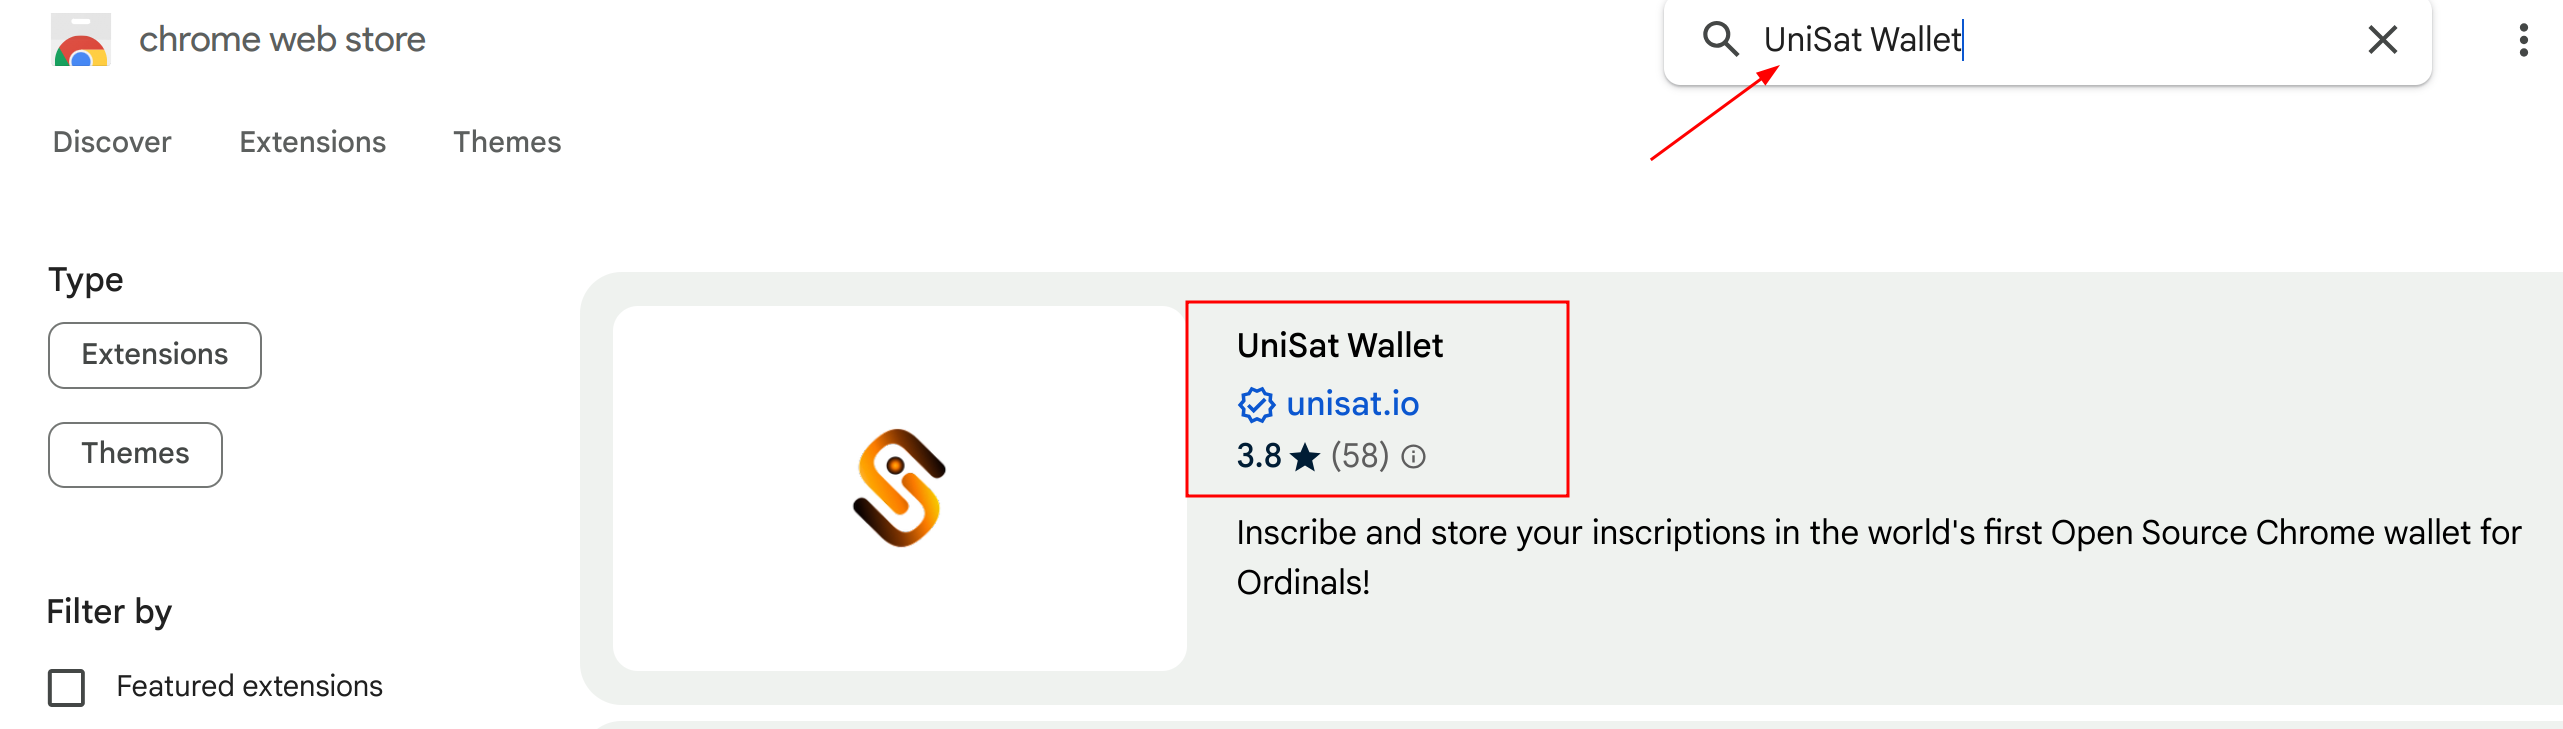 chrome web store
UniSat Wallet
Discover Extensions Themes
Type
Extensions
Themes
Filter by
Featured extensions
UniSat Wallet
unisat.io
3.8 ★ (58)
Inscribe and store your inscriptions in the world's first Open Source Chrome wallet for
Ordinals!